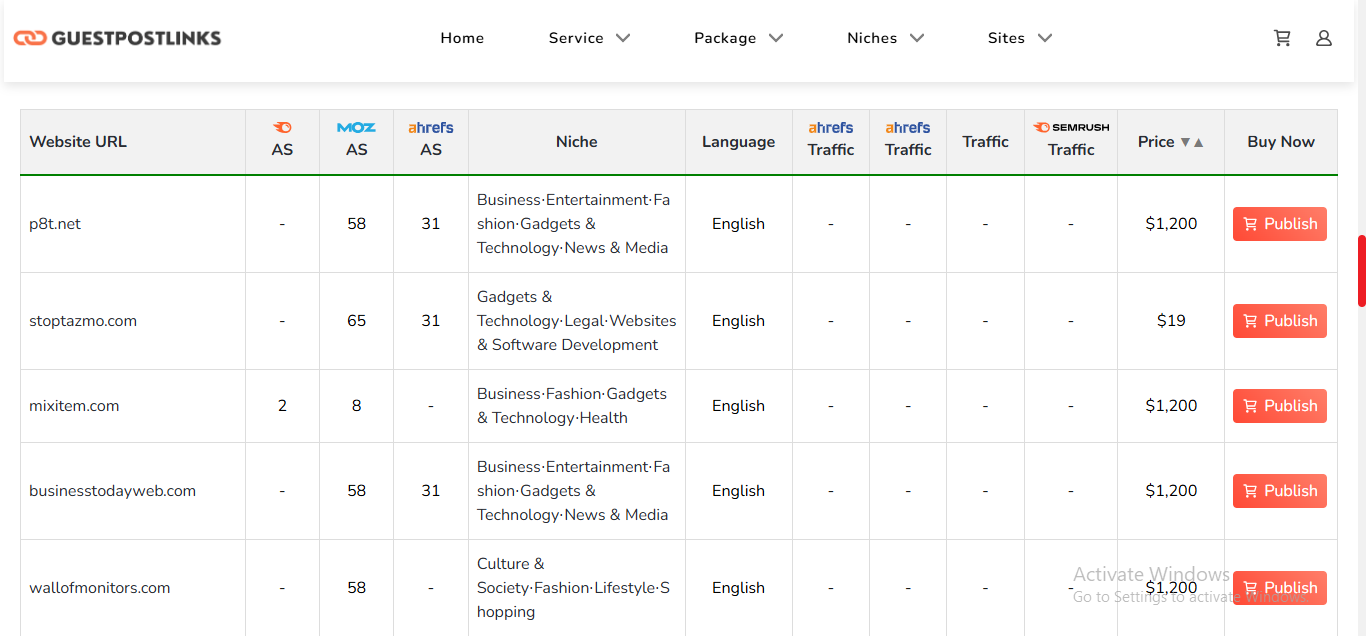 GUESTPOSTLINKS Home Service Package Niches Sites
Website URL AS MOZ AS ahrefs AS Niche Language ahrefs Traffic ahrefs Traffic Traffic SEMRUSH Traffic Price ▼▲ Buy Now
p8t.net - 58 31 Business·Entertainment·Fa
shion·Gadgets &
Technology·News & Media English - - - - $1,200 Publish
stoptazmo.com - 65 31 Gadgets &
Technology·Legal·Websites
& Software Development English - - - - $19 Publish
mixitem.com 2 8 - Business·Fashion·Gadgets
& Technology·Health English - - - - $1,200 Publish
businesstodayweb.com - 58 31 Business·Entertainment·Fa
shion·Gadgets &
Technology·News & Media English - - - - $1,200 Publish
wallofmonitors.com - 58 - Culture &
Society·Fashion·Lifestyle·S
hopping English - - - - $1,200 Publish
Activate Windows
Go to Settings to activate Windows.